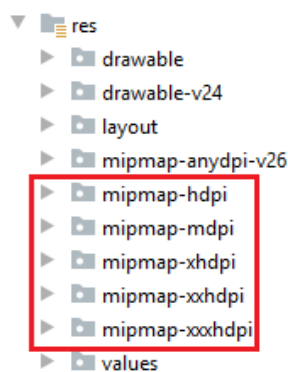 res
drawable
drawable-v24
layout
mipmap-anydpi-v26
mipmap-hdpi
mipmap-mdpi
mipmap-xhdpi
mipmap-xxhdpi
mipmap-xxxhdpi
values